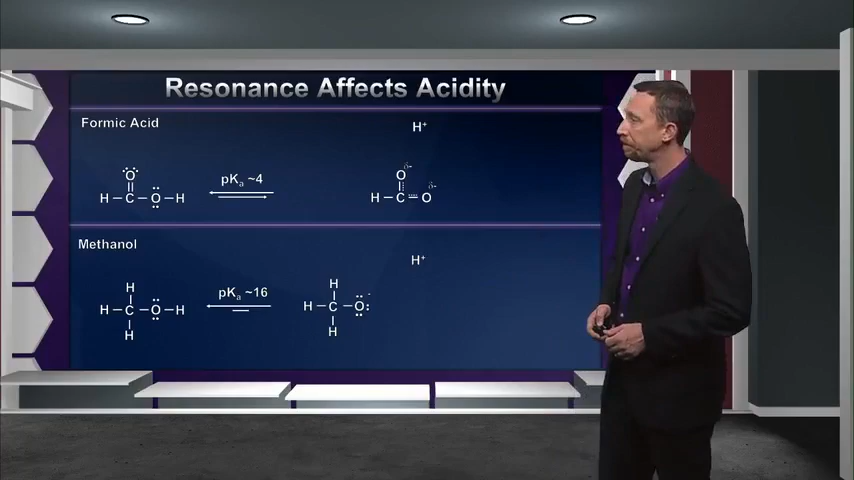 Resonance Affects Acidity
Formic Acid
H⁺
O
δ-
H C O H
pKₐ ~4
O
δ-
H C O
Methanol
H⁺
H
H C O H
H
pKₐ ~16
H
H C O -
H